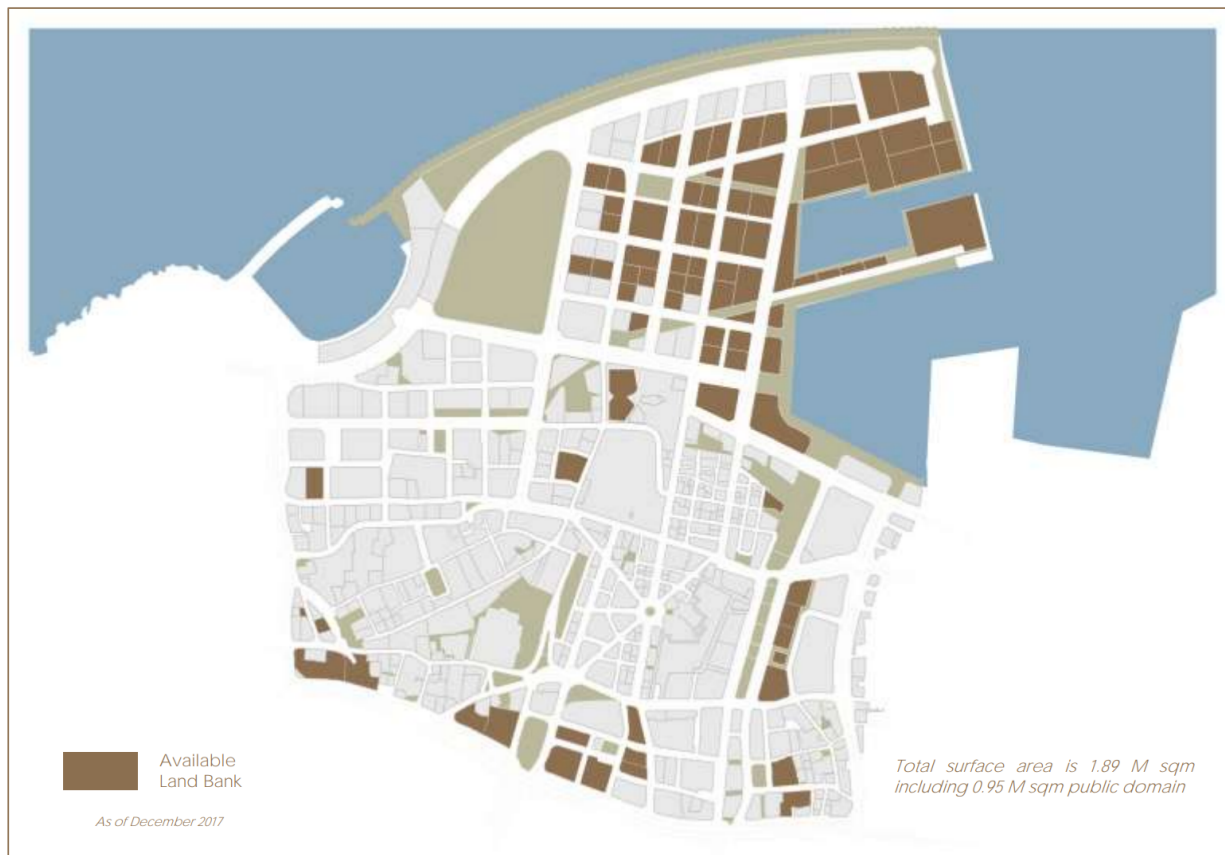 Available
Land Bank
As of December 2017
Total surface area is 1.89 M sqm
including 0.95 M sqm public domain